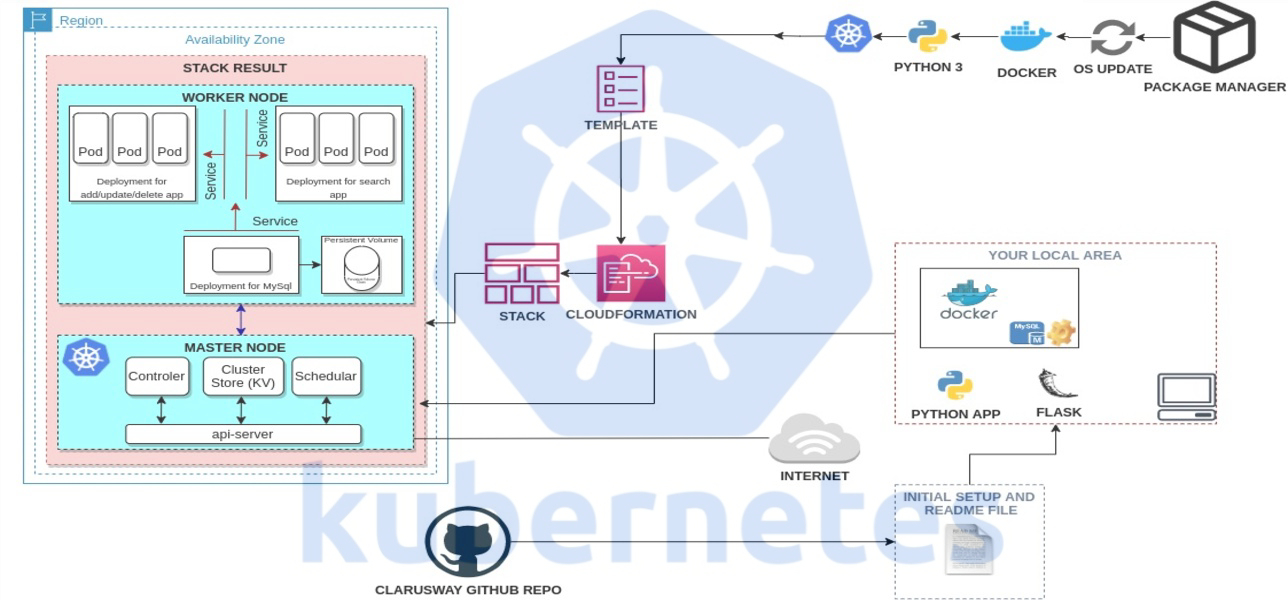 Region
Availability Zone
STACK RESULT
WORKER NODE
Pod Pod Pod
Deployment for
add/update/delete app
Service
Service
Pod Pod Pod
Deployment for search
app
Service
Deployment for MySql
Persistent Volume
MASTER NODE
Controler
Cluster
Store (KV)
Schedular
api-server
TEMPLATE
STACK
CLOUDFORMATION
PYTHON 3
DOCKER
OS UPDATE
PACKAGE MANAGER
YOUR LOCAL AREA
docker
MySQL
M
PYTHON APP
FLASK
INTERNET
kubernetes
INITIAL SETUP AND
README FILE
CLARUSWAY GITHUB REPO